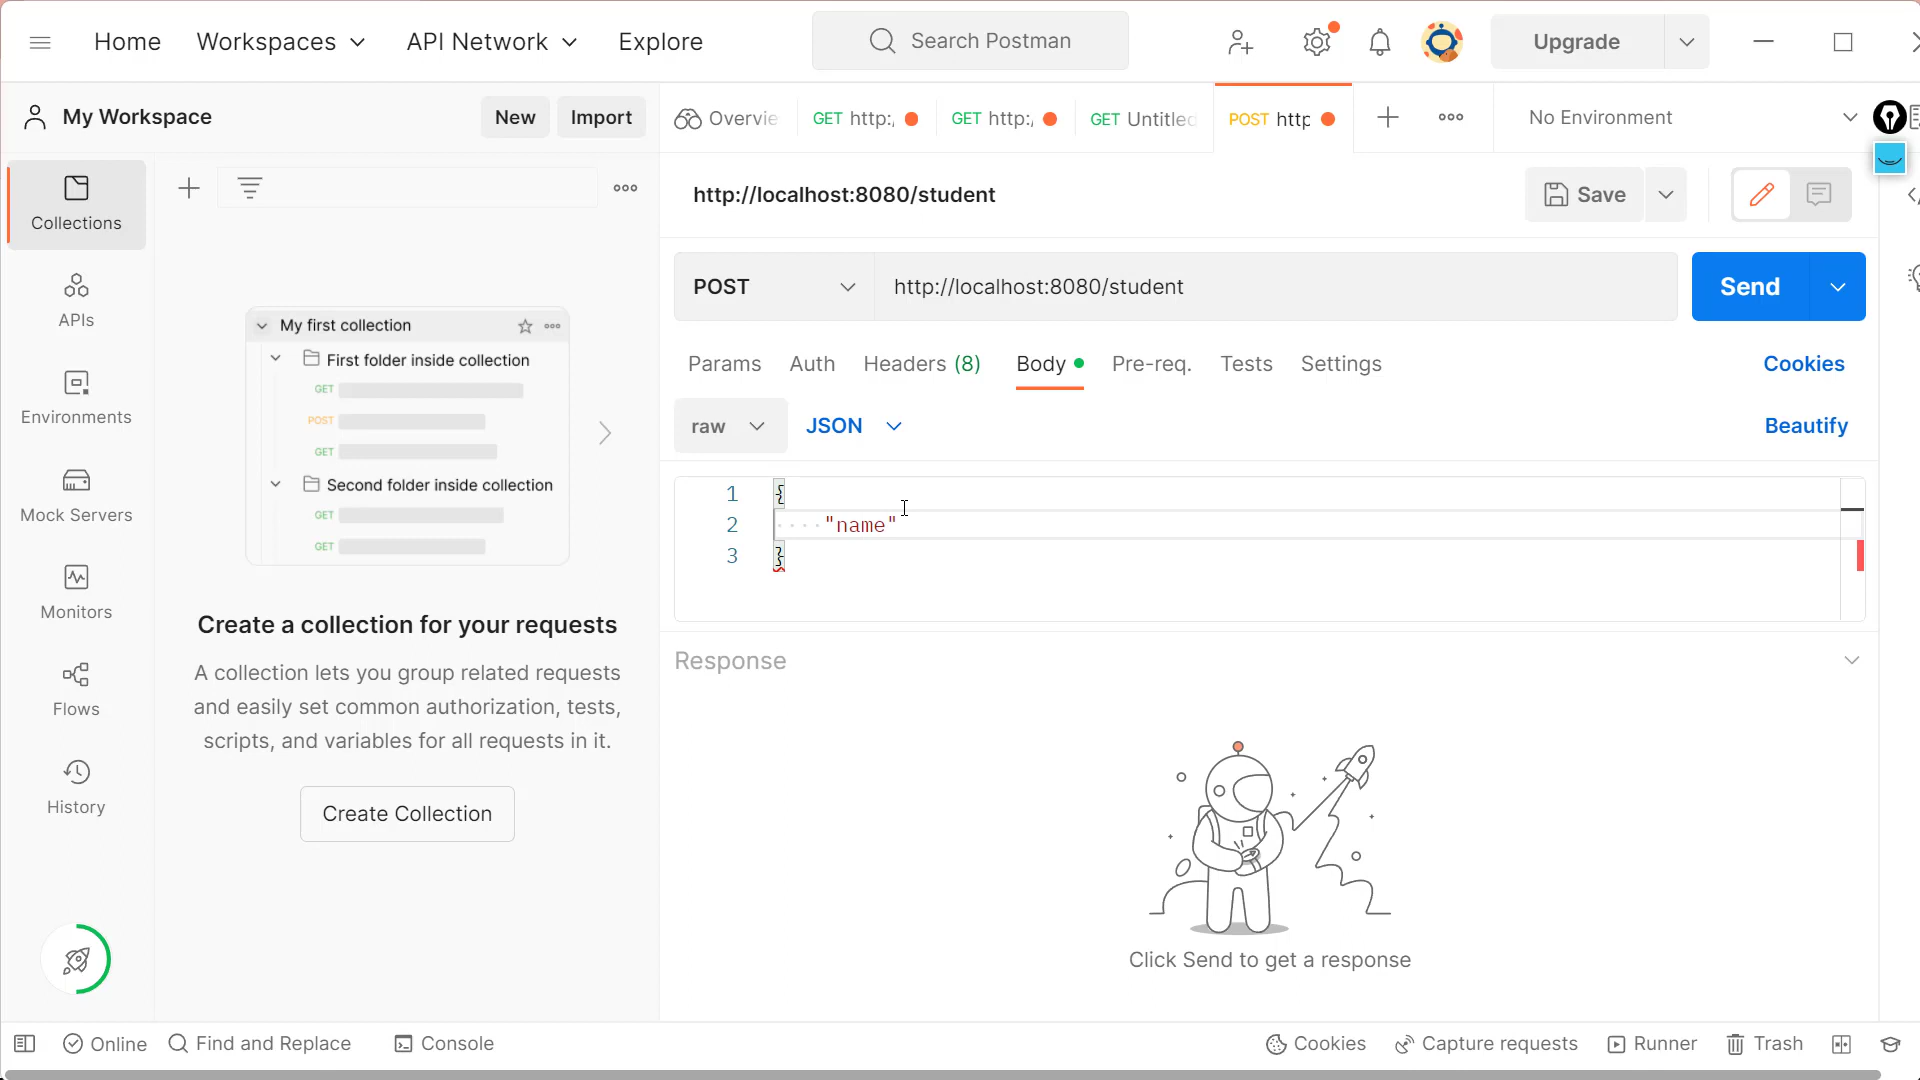 Home Workspaces API Network Explore Search Postman Upgrade
My Workspace New Import Overvie GET http:/ GET http:/ GET Untitled POST http No Environment
http://localhost:8080/student Save
Collections
POST http://localhost:8080/student Send
APIs
My first collection
First folder inside collection
GET
POST
GET
Second folder inside collection
GET
GET
Params Auth Headers (8) Body Pre-req. Tests Settings Cookies
Environments
raw JSON Beautify
Mock Servers
1 {
2 "name"
3 }
Monitors
Create a collection for your requests
Response
A collection lets you group related requests
and easily set common authorization, tests,
scripts, and variables for all requests in it.
Flows
History
Create Collection
Click Send to get a response
Online Find and Replace Console Cookies Capture requests Runner Trash